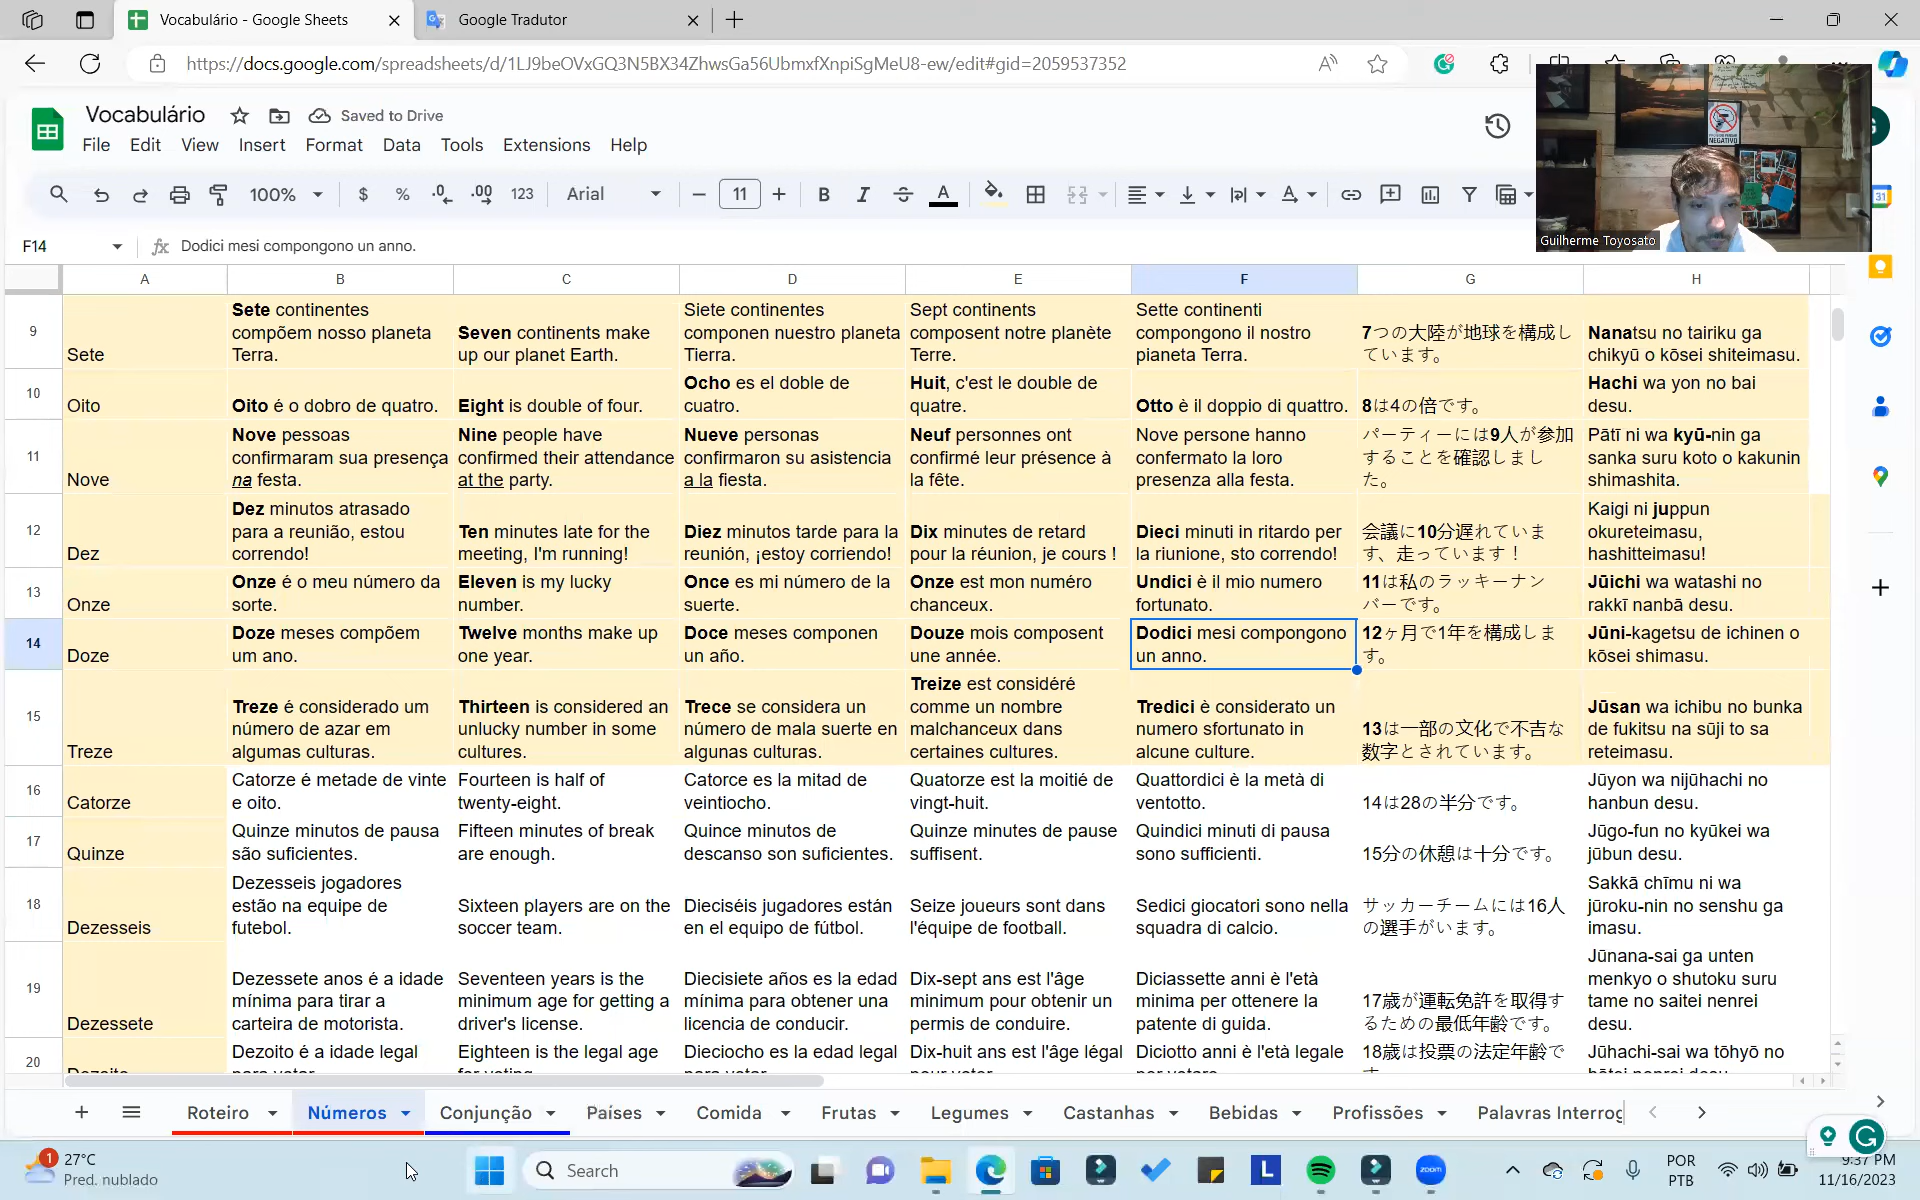 Vocabulário - Google Sheets
Google Tradutor
https://docs.google.com/spreadsheets/d/1LJ9beOVxGQ3N5BX34ZhwsGa56UbmxfXnpiSgMeU8-ew/edit#gid=2059537352
Vocabulário
Saved to Drive
File Edit View Insert Format Data Tools Extensions Help
100% $ % .0 .00 123 Arial 11 B I A
NEGATIVO
Guilherme Toyosato
31
F14 fx Dodici mesi compongono un anno.
A B C D E F G H
9
Sete
Sete continentes
compõem nosso planeta
Terra.
Seven continents make
up our planet Earth.
Siete continentes
componen nuestro planeta
Tierra.
Sept continents
composent notre planète
Terre.
Sette continenti
compongono il nostro
pianeta Terra.
7つの大陸が地球を構成し
ています。
Nanatsu no tairiku ga
chikyū o kōsei shiteimasu.
10
Oito
Oito é o dobro de quatro.
Eight is double of four.
Ocho es el doble de
cuatro.
Huit, c'est le double de
quatre.
Otto è il doppio di quattro.
8は4の倍です。
Hachi wa yon no bai
desu.
11
Nove
Nove pessoas
confirmaram sua presença
na festa.
Nine people have
confirmed their attendance
at the party.
Nueve personas
confirmaron su asistencia
a la fiesta.
Neuf personnes ont
confirmé leur présence à
la fête.
Nove persone hanno
confermato la loro
presenza alla festa.
パーティーには9人が参加
することを確認しまし
た。
Pātī ni wa kyū-nin ga
sanka suru koto o kakunin
shimashita.
12
Dez
Dez minutos atrasado
para a reunião, estou
correndo!
Ten minutes late for the
meeting, I'm running!
Diez minutos tarde para la
reunión, ¡estoy corriendo!
Dix minutes de retard
pour la réunion, je cours !
Dieci minuti in ritardo per
la riunione, sto correndo!
会議に10分遅れていま
す、走っています！
Kaigi ni juppun
okureteimasu,
hashitteimasu!
13
Onze
Onze é o meu número da
sorte.
Eleven is my lucky
number.
Once es mi número de la
suerte.
Onze est mon numéro
chanceux.
Undici è il mio numero
fortunato.
11は私のラッキーナン
バーです。
Jūichi wa watashi no
rakkī nanbā desu.
14
Doze
Doze meses compõem
um ano.
Twelve months make up
one year.
Doce meses componen
un año.
Douze mois composent
une année.
Dodici mesi compongono
un anno.
12ヶ月で1年を構成しま
す。
Jūni-kagetsu de ichinen o
kōsei shimasu.
15
Treze
Treze é considerado um
número de azar em
algumas culturas.
Thirteen is considered an
unlucky number in some
cultures.
Trece se considera un
número de mala suerte en
algunas culturas.
Treize est considéré
comme un nombre
malchanceux dans
certaines cultures.
Tredici è considerato un
numero sfortunato in
alcune culture.
13は一部の文化で不吉な
数字とされています。
Jūsan wa ichibu no bunka
de fukitsu na sūji to sa
reteimasu.
16
Catorze
Catorze é metade de vinte
e oito.
Fourteen is half of
twenty-eight.
Catorce es la mitad de
veintiocho.
Quatorze est la moitié de
vingt-huit.
Quattordici è la metà di
ventotto.
14は28の半分です。
Jūyon wa nijūhachi no
hanbun desu.
17
Quinze
Quinze minutos de pausa
são suficientes.
Fifteen minutes of break
are enough.
Quince minutos de
descanso son suficientes.
Quinze minutes de pause
suffisent.
Quindici minuti di pausa
sono sufficienti.
15分の休憩は十分です。
Jūgo-fun no kyūkei wa
jūbun desu.
18
Dezesseis
Dezesseis jogadores
estão na equipe de
futebol.
Sixteen players are on the
soccer team.
Dieciséis jugadores están
en el equipo de fútbol.
Seize joueurs sont dans
l'équipe de football.
Sedici giocatori sono nella
squadra di calcio.
サッカーチームには16人
の選手がいます。
Sakkā chīmu ni wa
jūroku-nin no senshu ga
imasu.
19
Dezessete
Dezessete anos é a idade
mínima para tirar a
carteira de motorista.
Seventeen years is the
minimum age for getting a
driver's license.
Diecisiete años es la edad
mínima para obtener una
licencia de conducir.
Dix-sept ans est l'âge
minimum pour obtenir un
permis de conduire.
Diciassette anni è l'età
minima per ottenere la
patente di guida.
17歳が運転免許を取得す
るための最低年齢です。
Jūnana-sai ga unten
menkyo o shutoku suru
tame no saitei nenrei
desu.
20
Dezoito é a idade legal
Eighteen is the legal age
Dieciocho es la edad legal
Dix-huit ans est l'âge légal
Diciotto anni è l'età legale
18歳は投票の法定年齢で
Jūhachi-sai wa tōhyō no
Roteiro Números Conjunção Países Comida Frutas Legumes Castanhas Bebidas Profissões Palavras Interrog
1
27°C
Pred. nublado
Search
L
zoom
POR
PTB
9:37 PM
11/16/2023